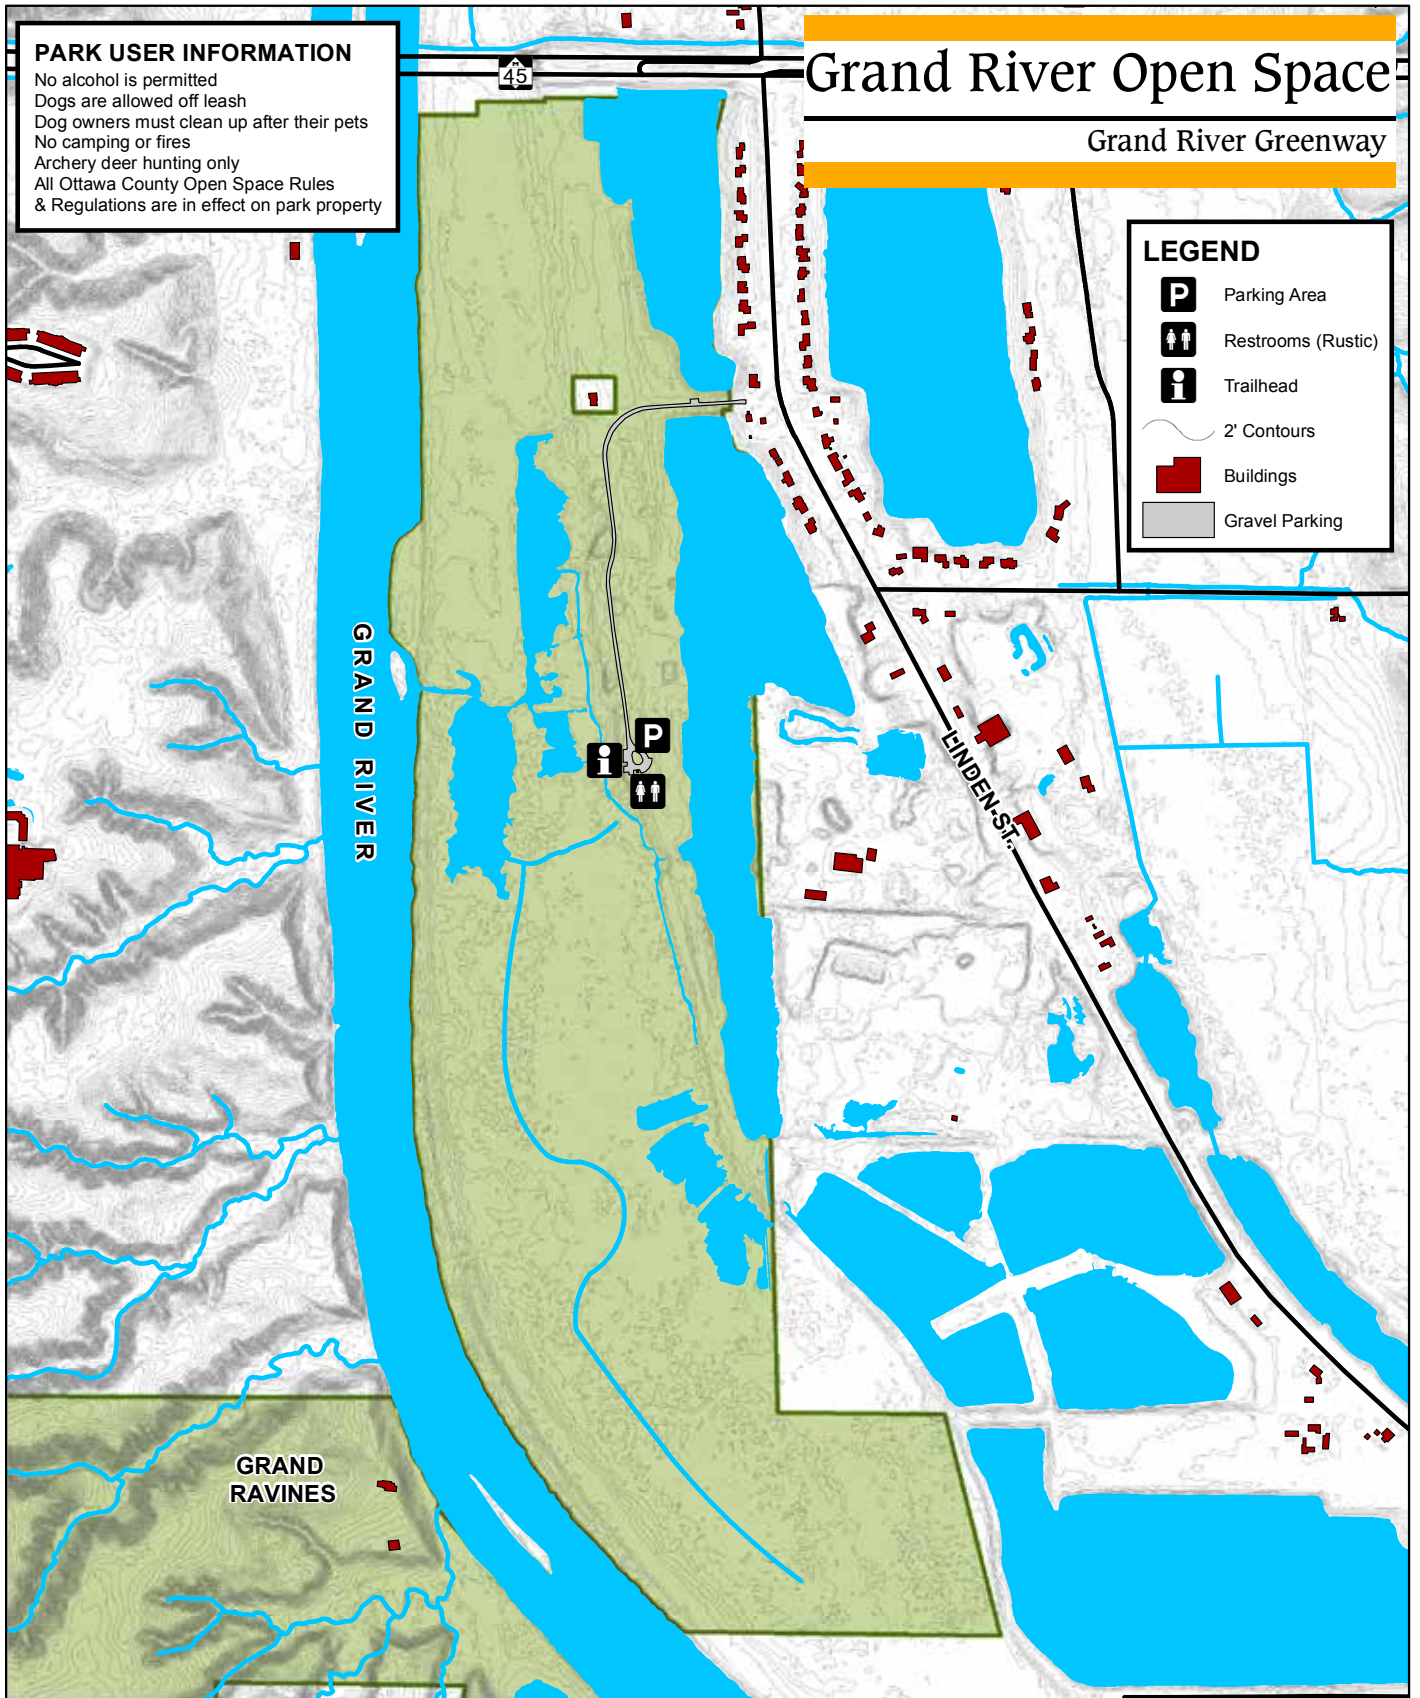 PARK USER INFORMATION
No alcohol is permitted
Dogs are allowed off leash
Dog owners must clean up after their pets
No camping or fires
Archery deer hunting only
All Ottawa County Open Space Rules
& Regulations are in effect on park property
M
45
Grand River Open Space
Grand River Greenway
LEGEND
P
Parking Area
Restrooms (Rustic)
i
Trailhead
2' Contours
Buildings
Gravel Parking
GRAND RIVER
P
i
LINDEN ST.
GRAND
RAVINES